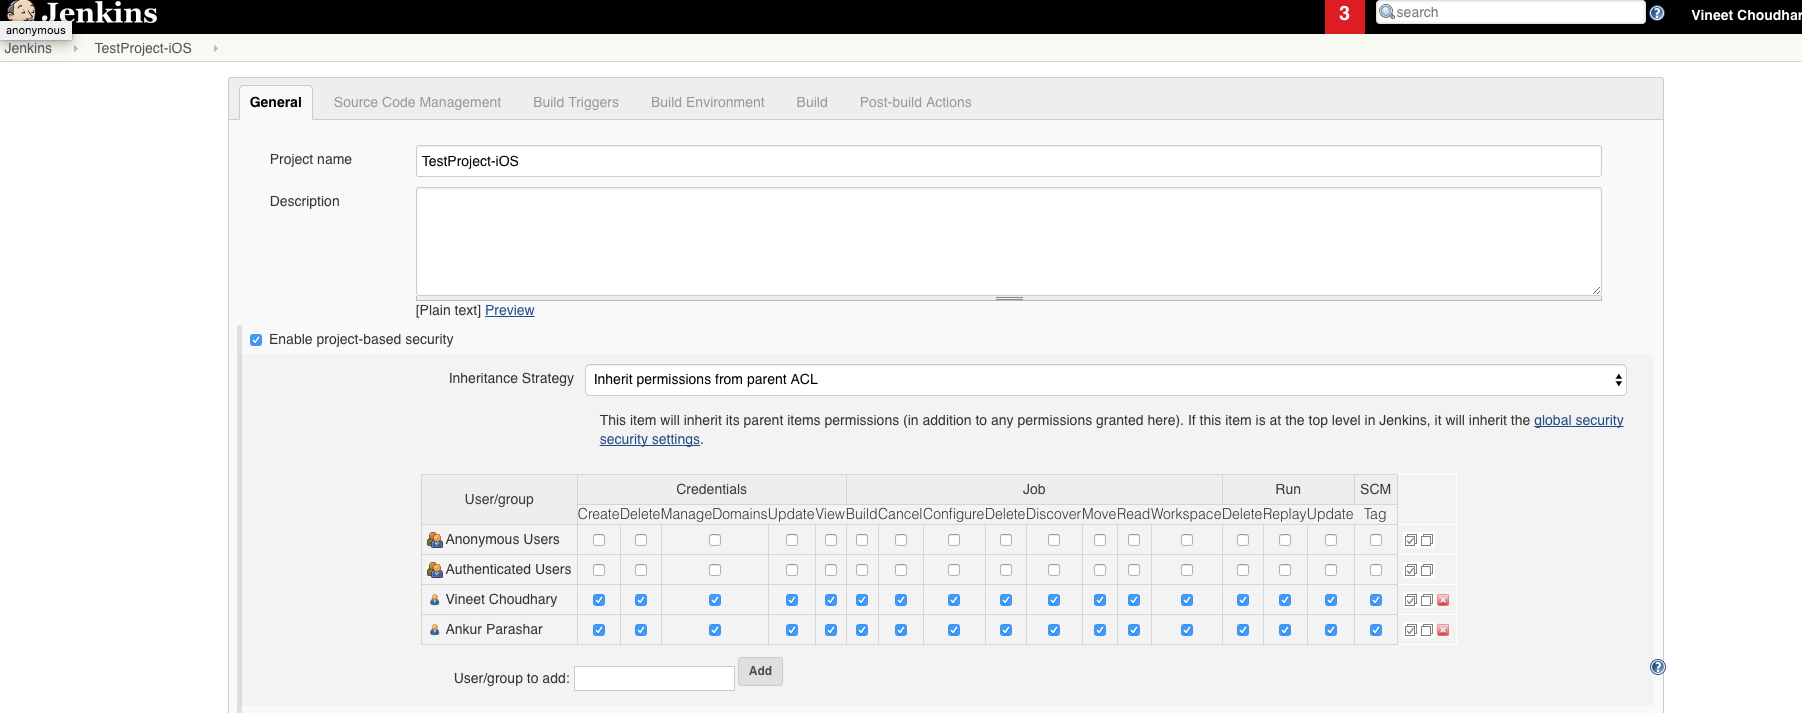 Jenkins
3
search
Vineet Choudhar
anonymous
Jenkins
TestProject-iOS
General
Source Code Management
Build Triggers
Build Environment
Build
Post-build Actions
Project name
TestProject-iOS
Description
[Plain text] Preview
Enable project-based security
Inheritance Strategy
Inherit permissions from parent ACL
This item will inherit its parent items permissions (in addition to any permissions granted here). If this item is at the top level in Jenkins, it will inherit the global security
security settings.
User/group Credentials Job Run SCM
Create Delete ManageDomains Update View Build Cancel Configure Delete Discover Move Read Workspace Delete Replay Update Tag
Anonymous Users
Authenticated Users
Vineet Choudhary
Ankur Parashar
User/group to add:
Add